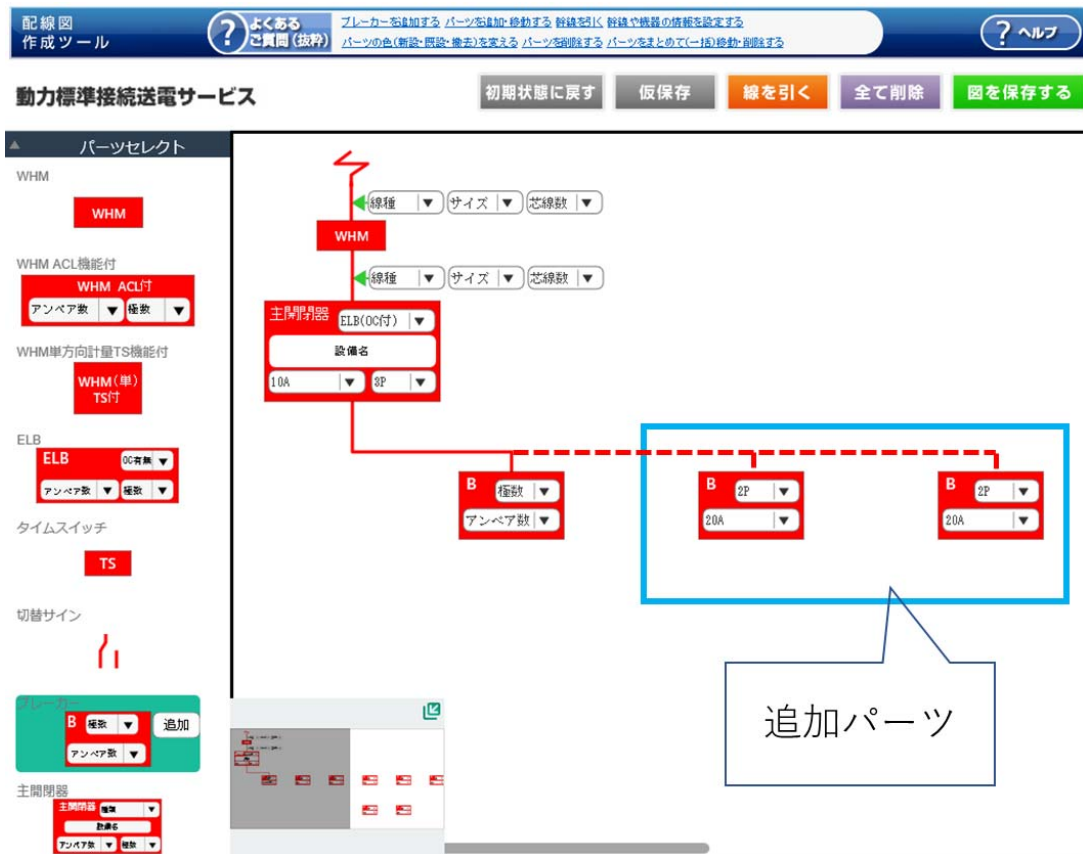 配線図
作成ツール
?
よくある
ご質問(抜粋)
ブレーカーを追加する パーツを追加・移動する 幹線を引く 幹線や機器の情報を設定する
パーツの色(新設・既設・撤去)を変える パーツを削除する パーツをまとめて(一括)移動・削除する
? ヘルプ
動力標準接続送電サービス
初期状態に戻す 仮保存 線を引く 全て削除 図を保存する
パーツセレクト
WHM
WHM
WHM ACL機能付
WHM ACL付
アンペア数 極数
WHM単方向計量TS機能付
WHM(単)
TS付
ELB
ELB OC有無
アンペア数 極数
タイムスイッチ
TS
切替サイン
ブレーカー
B 極数 追加
アンペア数
主開閉器
主開閉器 種類
設備名
アンペア数 極数
線種 サイズ 芯線数
WHM
線種 サイズ 芯線数
主開閉器 ELB(OC付)
設備名
10A 3P
B 極数
アンペア数
B 2P
20A
B 2P
20A
追加パーツ